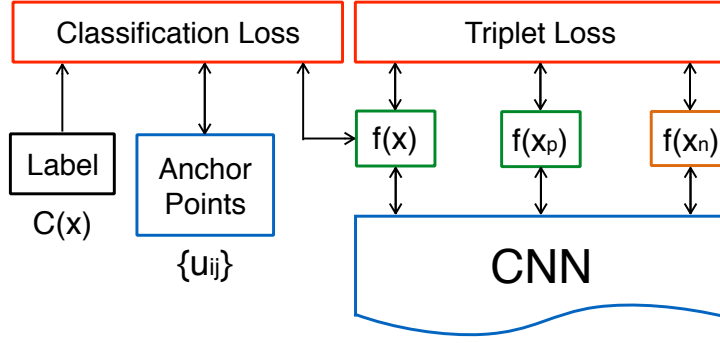 Classification Loss
Triplet Loss
Label
C(x)
Anchor
Points
{uij}
f(x)
f(xp)
f(xn)
CNN